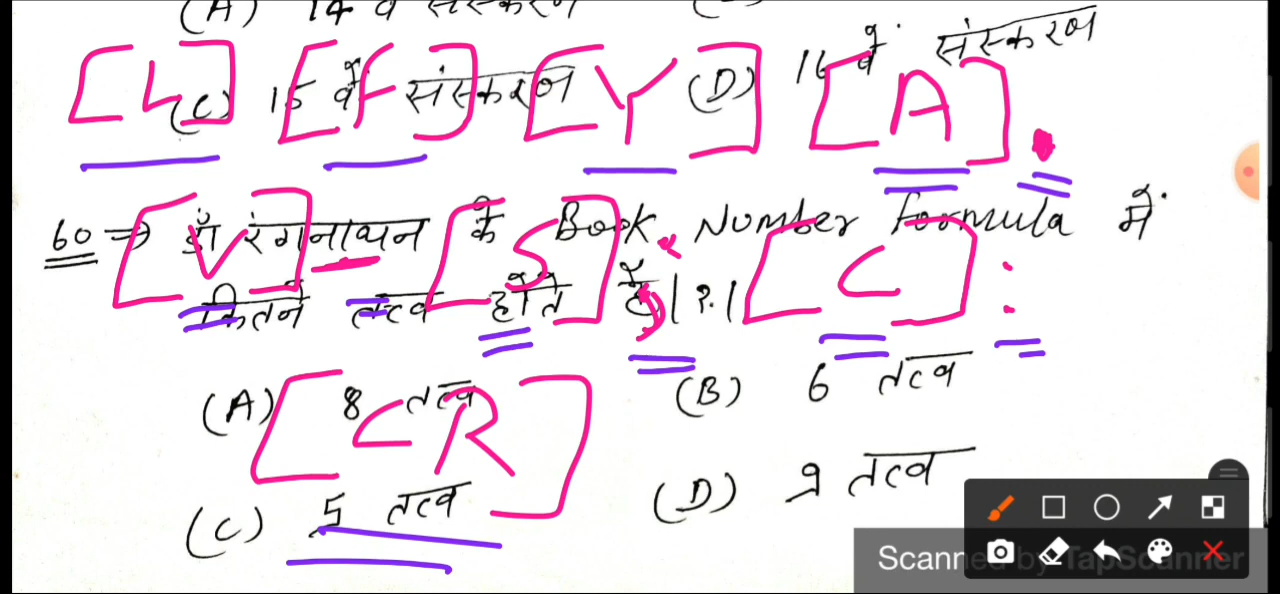 (A) 14 वें संस्करण
(C) 15 वें संस्करण (D) 16 वें संस्करण
[L] [F] [Y] [A].
60 ⇒ डॉ रंगनाथन के Book Number Formula में
कितने तत्व होते हैं|?|
[V] [S] [C] :
(A) 8 तत्व (B) 6 तत्व
[CR]
(C) 5 तत्व (D) 9 तत्व
Scanned by TapScanner